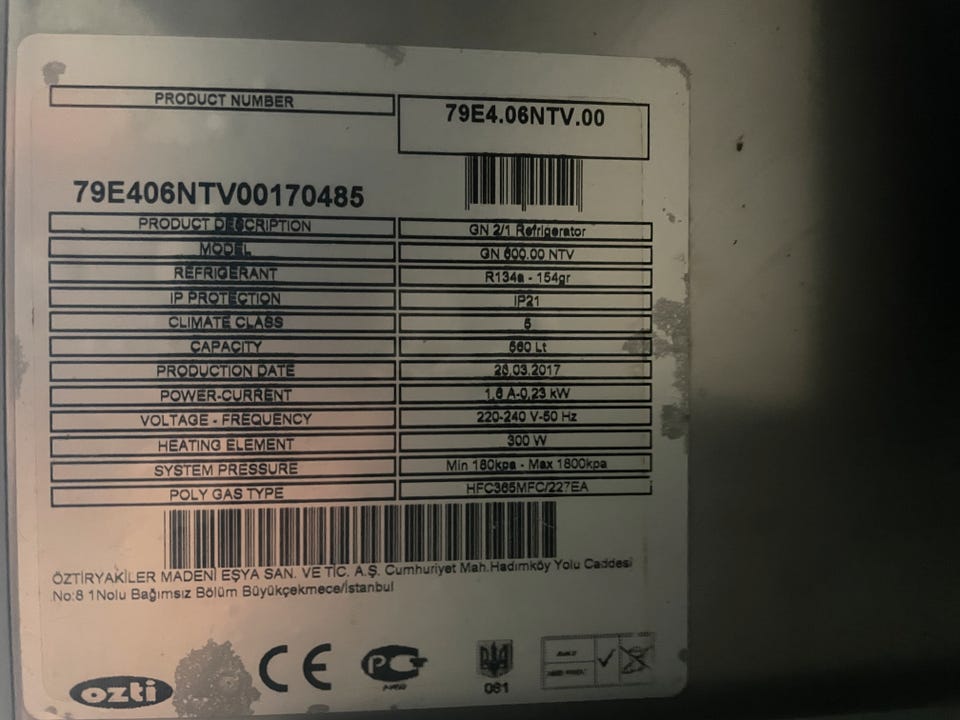 PRODUCT NUMBER 79E4.06NTV.00
79E406NTV00170485
PRODUCT DESCRIPTION GN 2/1 Refrigerator
MODEL GN 600.00 NTV
REFRIGERANT R134a - 154gr
IP PROTECTION IP21
CLIMATE CLASS 5
CAPACITY 560 Lt
PRODUCTION DATE 28.03.2017
POWER-CURRENT 1,6 A-0,23 kW
VOLTAGE - FREQUENCY 220-240 V-50 Hz
HEATING ELEMENT 300 W
SYSTEM PRESSURE Min 180kpa - Max 1800kpa
POLY GAS TYPE HFC365MFC/227EA
ÖZTİRYAKİLER MADENİ EŞYA SAN. VE TİC. A.Ş. Cumhuriyet Mah.Hadımköy Yolu Caddesi
No:8 1Nolu Bağımsız Bölüm Büyükçekmece/İstanbul
ozti CE 061